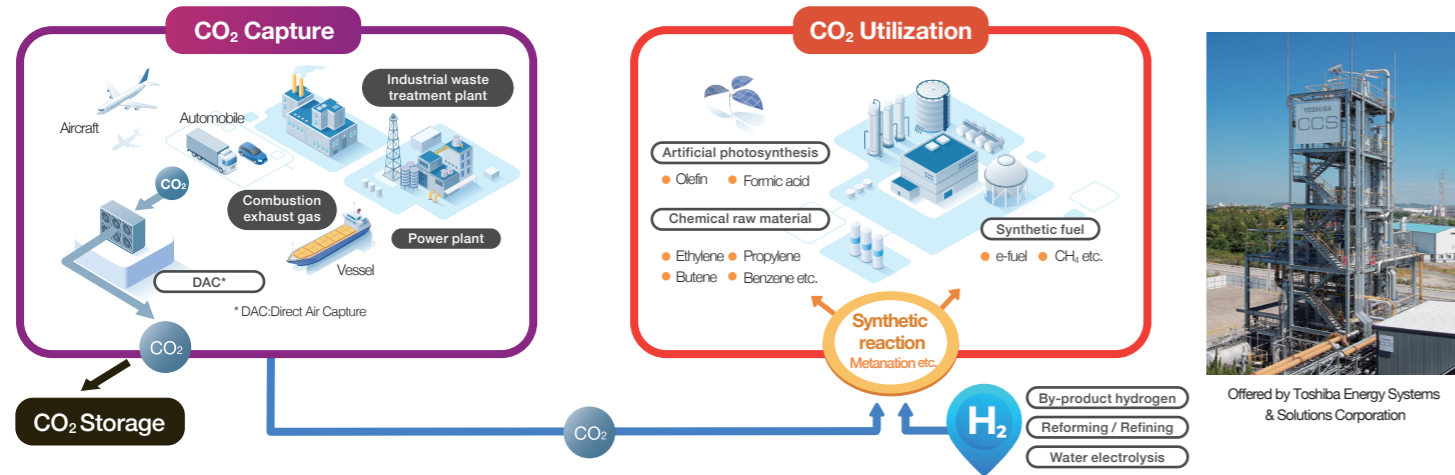 CO₂ Capture
Aircraft
Automobile
Industrial waste
treatment plant
CO₂
Combustion
exhaust gas
Power plant
Vessel
DAC*
* DAC:Direct Air Capture
CO₂
CO₂ Storage
CO₂ Utilization
Artificial photosynthesis
Olefin
Formic acid
Chemical raw material
Ethylene
Propylene
Butene
Benzene etc.
Synthetic fuel
e-fuel
CH₄ etc.
Synthetic
reaction
Metanation etc.
CO₂
H₂
By-product hydrogen
Reforming / Refining
Water electrolysis
TOSHIBA
CCS
Offered by Toshiba Energy Systems
& Solutions Corporation